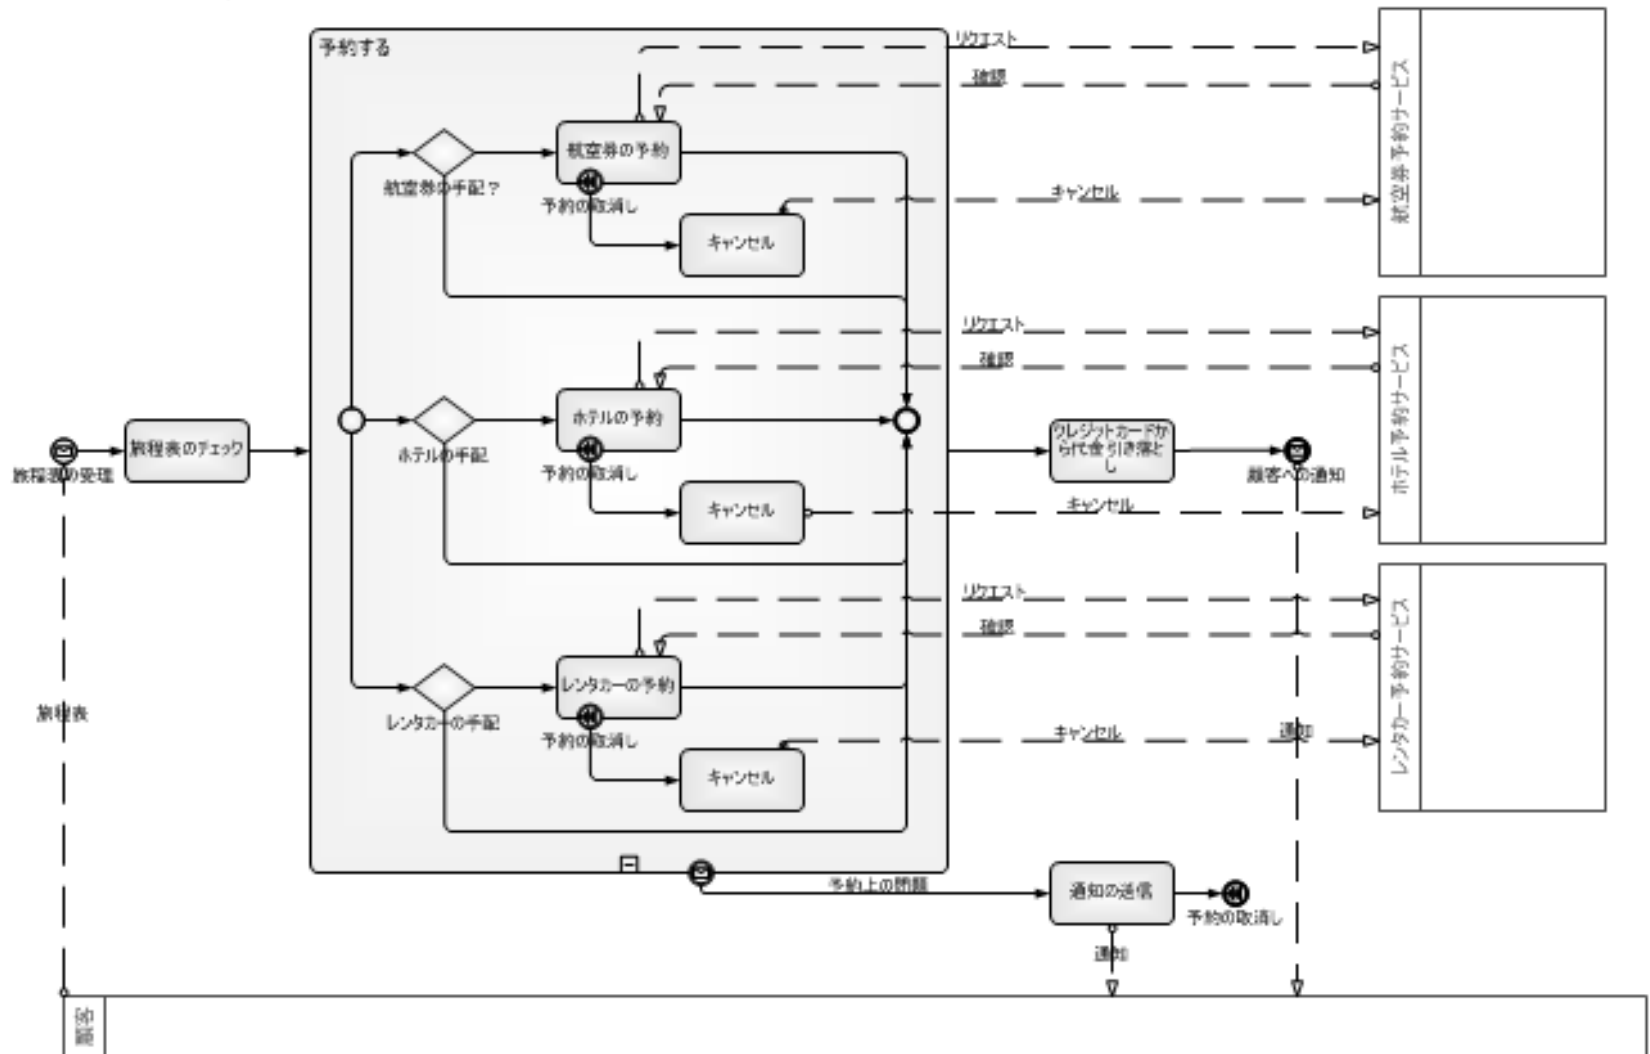 予約する
リクエスト
確認
航空券予約サービス
航空券の手配？
航空券の予約
予約の取消し
キャンセル
キャンセル
リクエスト
確認
ホテル予約サービス
旅程表の受理
旅程表のチェック
ホテルの手配
ホテルの予約
予約の取消し
キャンセル
クレジットカードか
ら代金引き落と
し
顧客への通知
キャンセル
リクエスト
確認
レンタカー予約サービス
旅程表
レンタカーの手配
レンタカーの予約
予約の取消し
キャンセル
キャンセル
通知
予約上の問題
通知の送信
予約の取消し
通知
顧客